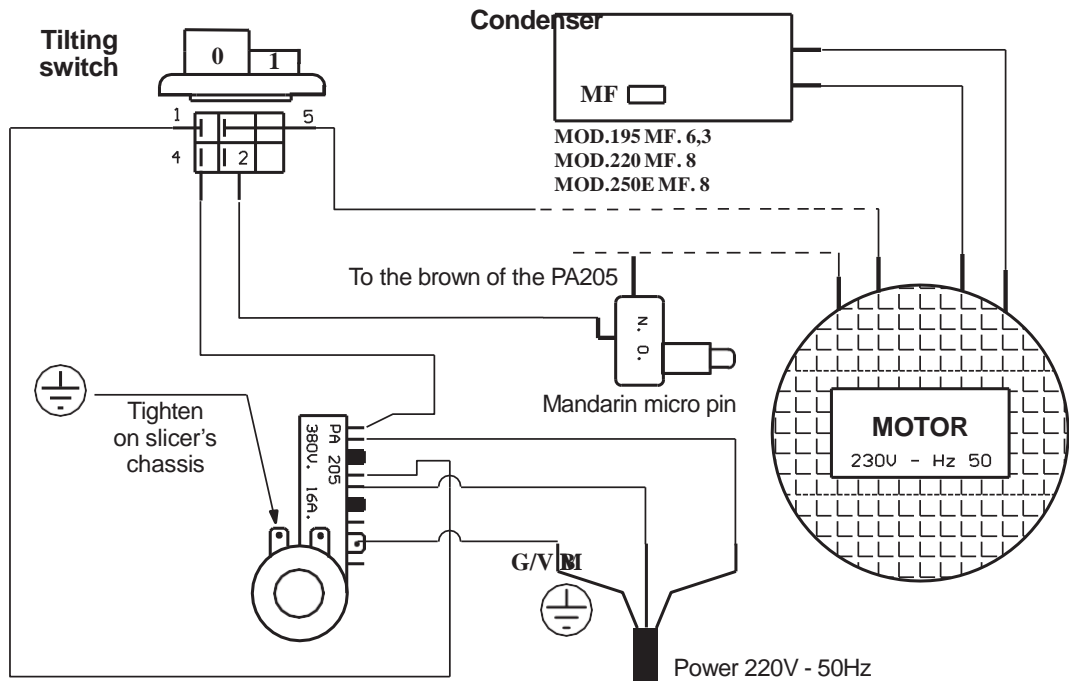 Condenser
Tilting
switch
0
1
MF
1
5
4
2
MOD.195 MF. 6,3
MOD.220 MF. 8
MOD.250E MF. 8
To the brown of the PA205
N. O.
Mandarin micro pin
Tighten
on slicer's
chassis
PA 205
380V. 16A.
MOTOR
230V - Hz 50
G/V
Power 220V - 50Hz